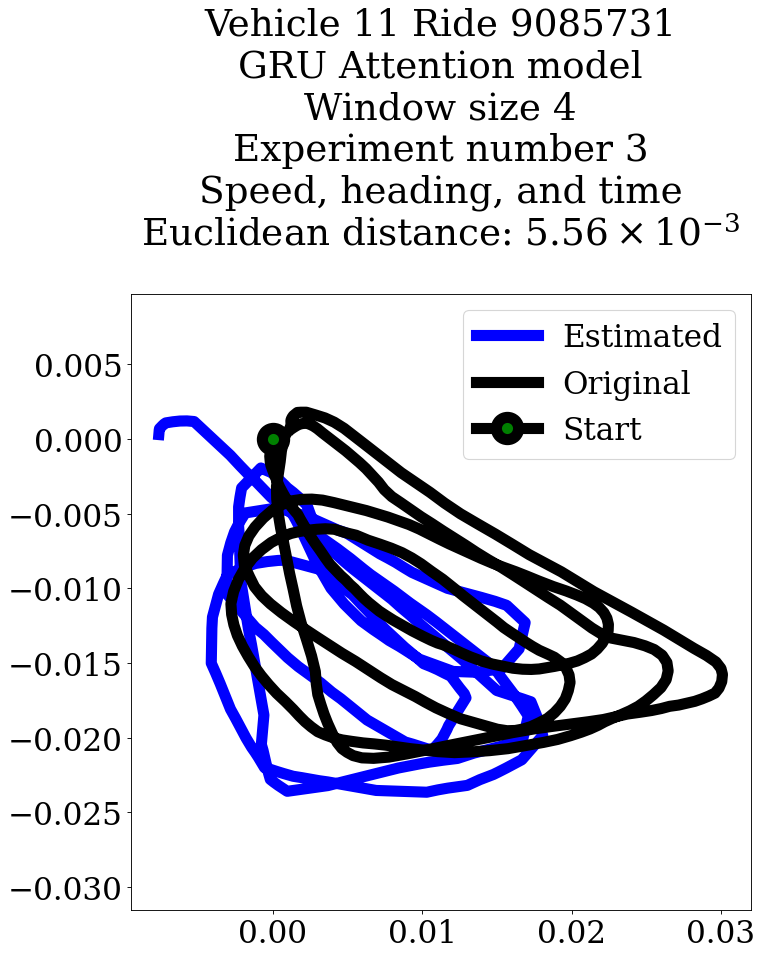 Vehicle 11 Ride 9085731
GRU Attention model
Window size 4
Experiment number 3
Speed, heading, and time
Euclidean distance: 5.56 × 10⁻³
Estimated
Original
Start
0.005
0.000
−0.005
−0.010
−0.015
−0.020
−0.025
−0.030
0.00 0.01 0.02 0.03